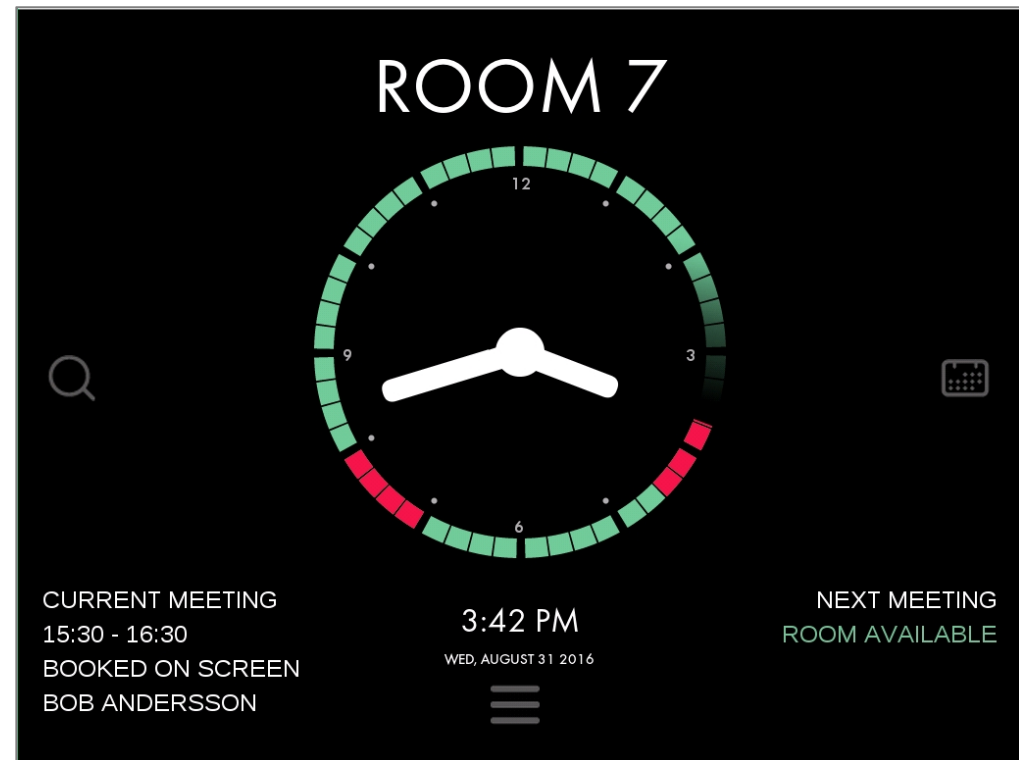 ROOM 7
12
9
3
6
CURRENT MEETING
15:30 - 16:30
BOOKED ON SCREEN
BOB ANDERSSON
3:42 PM
WED, AUGUST 31 2016
NEXT MEETING
ROOM AVAILABLE